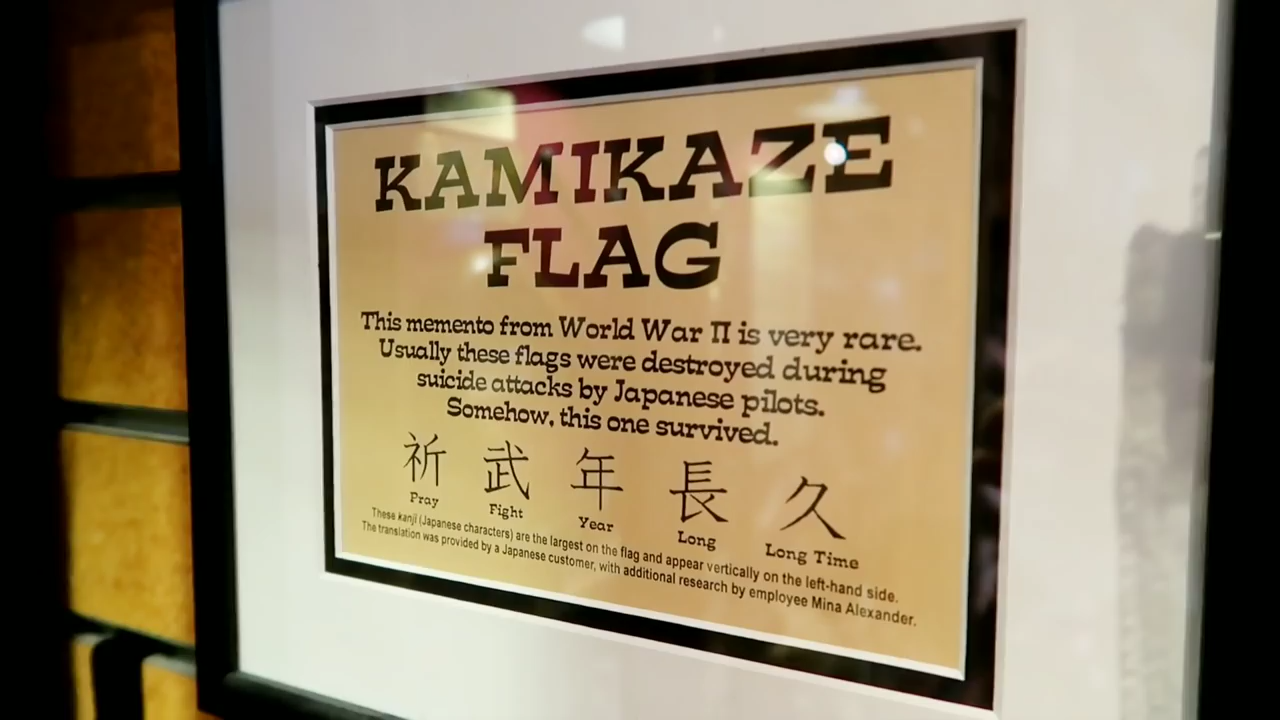 KAMIKAZE
FLAG
This memento from World War II is very rare.
Usually these flags were destroyed during
suicide attacks by Japanese pilots.
Somehow, this one survived.
祈 武 年 長 久
Pray Fight Year Long Long Time
These kanji (Japanese characters) are the largest on the flag and appear vertically on the left-hand side.
The translation was provided by a Japanese customer, with additional research by employee Mina Alexander.